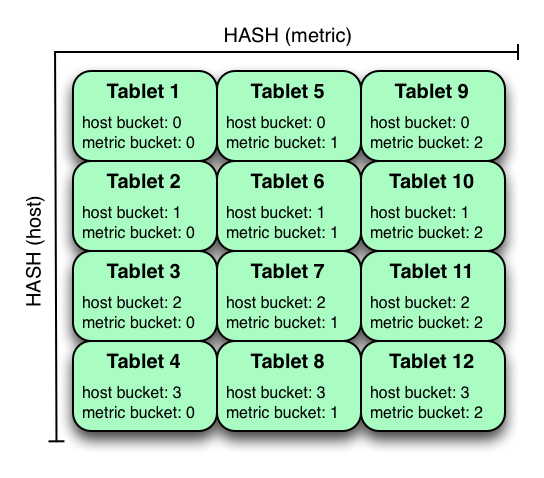 HASH (metric)
HASH (host)
Tablet 1
host bucket: 0
metric bucket: 0
Tablet 5
host bucket: 0
metric bucket: 1
Tablet 9
host bucket: 0
metric bucket: 2
Tablet 2
host bucket: 1
metric bucket: 0
Tablet 6
host bucket: 1
metric bucket: 1
Tablet 10
host bucket: 1
metric bucket: 2
Tablet 3
host bucket: 2
metric bucket: 0
Tablet 7
host bucket: 2
metric bucket: 1
Tablet 11
host bucket: 2
metric bucket: 2
Tablet 4
host bucket: 3
metric bucket: 0
Tablet 8
host bucket: 3
metric bucket: 1
Tablet 12
host bucket: 3
metric bucket: 2